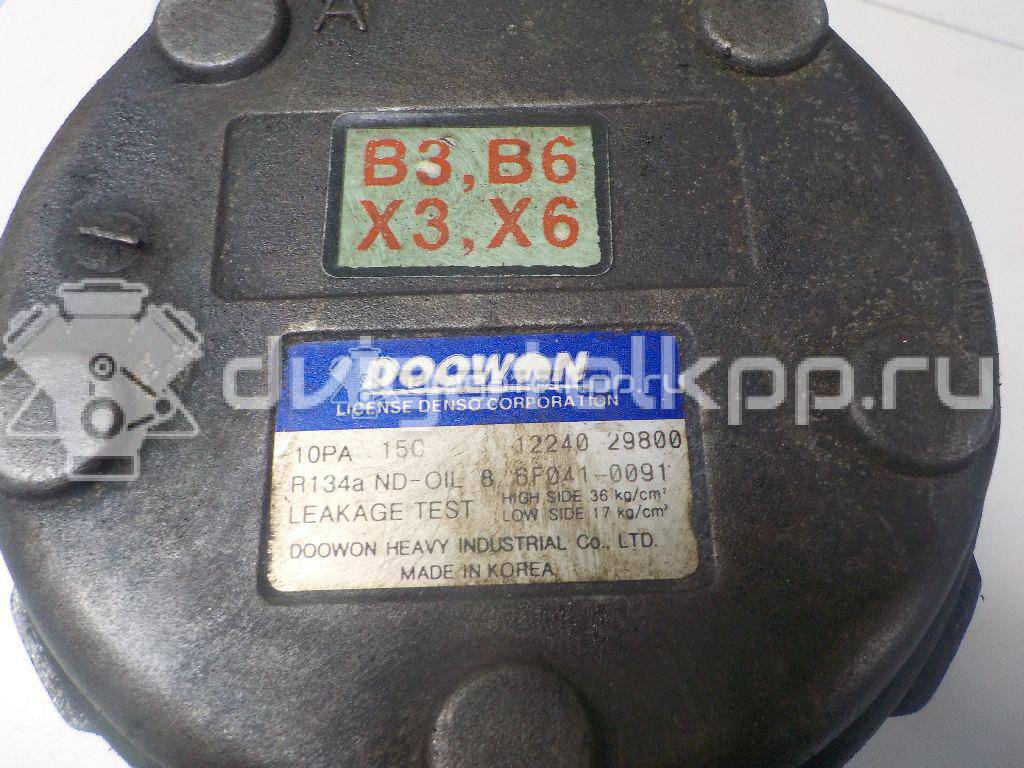 A
B3, B6
X3, X6
DOOWON
LICENSE DENSO CORPORATION
10PA 15C 12240 29800
R134a ND-OIL 8 6F041-0091
LEAKAGE TEST HIGH SIDE 36 kg/cm²
LOW SIDE 17 kg/cm²
DOOWON HEAVY INDUSTRIAL Co., LTD.
MADE IN KOREA
dvigatelkpp.ru